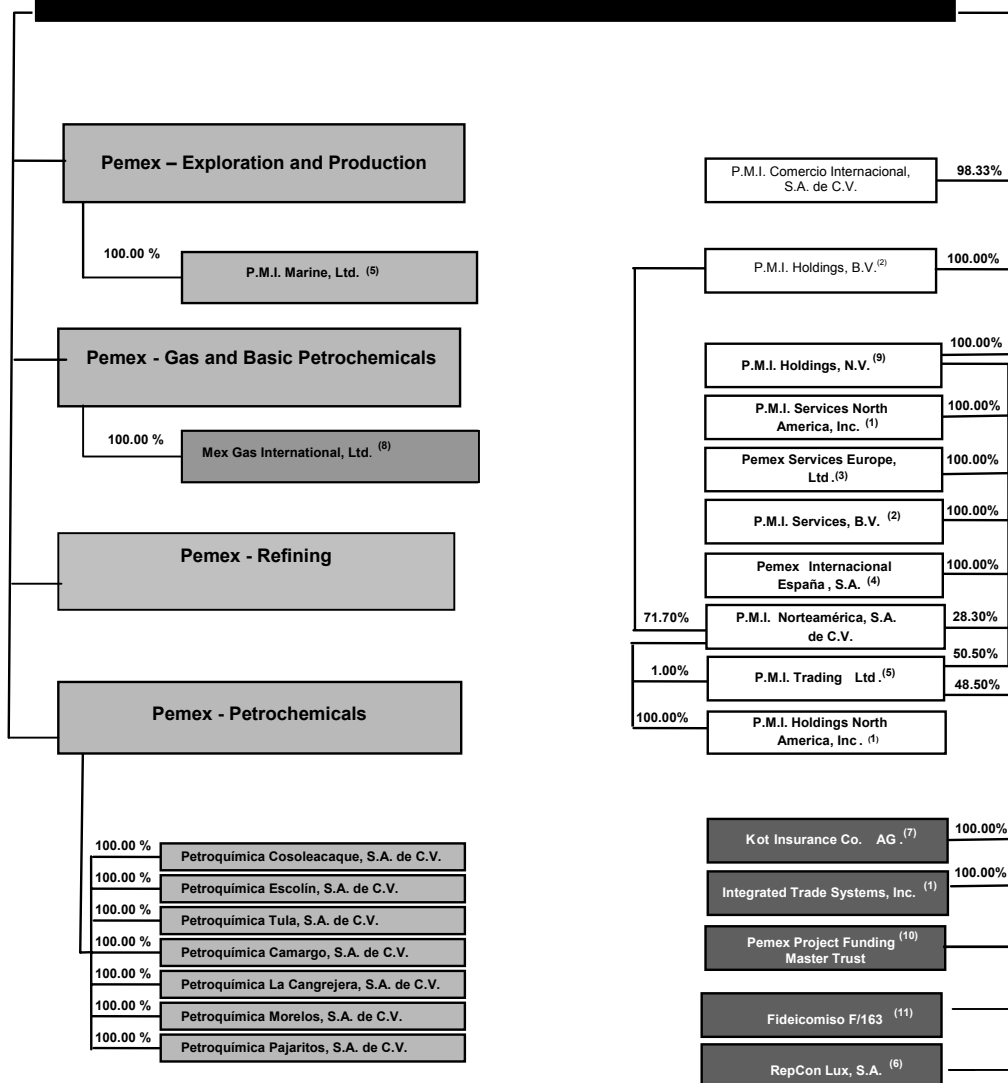 Pemex – Exploration and Production
100.00 %
P.M.I. Marine, Ltd. (5)
Pemex - Gas and Basic Petrochemicals
100.00 %
Mex Gas International, Ltd. (8)
Pemex - Refining
Pemex - Petrochemicals
100.00 %
Petroquímica Cosoleacaque, S.A. de C.V.
100.00 %
Petroquímica Escolín, S.A. de C.V.
100.00 %
Petroquímica Tula, S.A. de C.V.
100.00 %
Petroquímica Camargo, S.A. de C.V.
100.00 %
Petroquímica La Cangrejera, S.A. de C.V.
100.00 %
Petroquímica Morelos, S.A. de C.V.
100.00 %
Petroquímica Pajaritos, S.A. de C.V.
P.M.I. Comercio Internacional,
S.A. de C.V.
98.33%
P.M.I. Holdings, B.V.(2)
100.00%
P.M.I. Holdings, N.V. (9)
100.00%
P.M.I. Services North
America, Inc. (1)
100.00%
Pemex Services Europe,
Ltd .(3)
100.00%
P.M.I. Services, B.V. (2)
100.00%
Pemex Internacional
España , S.A. (4)
100.00%
71.70%
P.M.I. Norteamérica, S.A.
de C.V.
28.30%
1.00%
P.M.I. Trading Ltd .(5)
50.50%
48.50%
100.00%
P.M.I. Holdings North
America, Inc . (1)
Kot Insurance Co. AG .(7)
100.00%
Integrated Trade Systems, Inc. (1)
100.00%
Pemex Project Funding (10)
Master Trust
Fideicomiso F/163 (11)
RepCon Lux, S.A. (6)